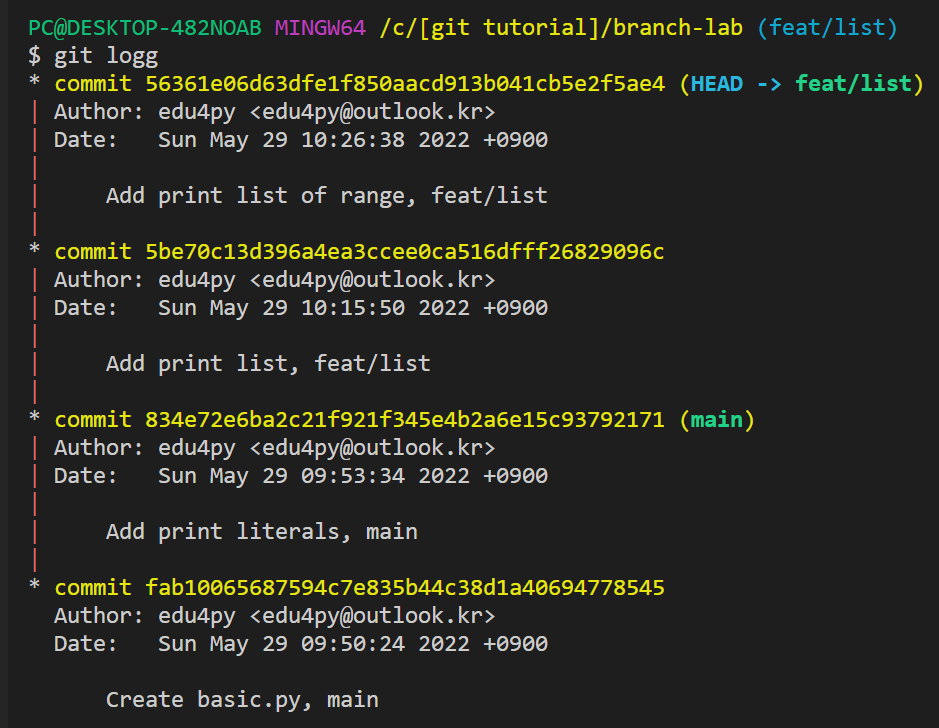 PC@DESKTOP-482NOAB MINGW64 /c/[git tutorial]/branch-lab (feat/list)
$ git logg
* commit 56361e06d63dfe1f850aacd913b041cb5e2f5ae4 (HEAD -> feat/list)
| Author: edu4py <edu4py@outlook.kr>
| Date:   Sun May 29 10:26:38 2022 +0900
|
|     Add print list of range, feat/list
|
* commit 5be70c13d396a4ea3ccee0ca516dfff26829096c
| Author: edu4py <edu4py@outlook.kr>
| Date:   Sun May 29 10:15:50 2022 +0900
|
|     Add print list, feat/list
|
* commit 834e72e6ba2c21f921f345e4b2a6e15c93792171 (main)
| Author: edu4py <edu4py@outlook.kr>
| Date:   Sun May 29 09:53:34 2022 +0900
|
|     Add print literals, main
|
* commit fab10065687594c7e835b44c38d1a40694778545
  Author: edu4py <edu4py@outlook.kr>
  Date:   Sun May 29 09:50:24 2022 +0900

      Create basic.py, main